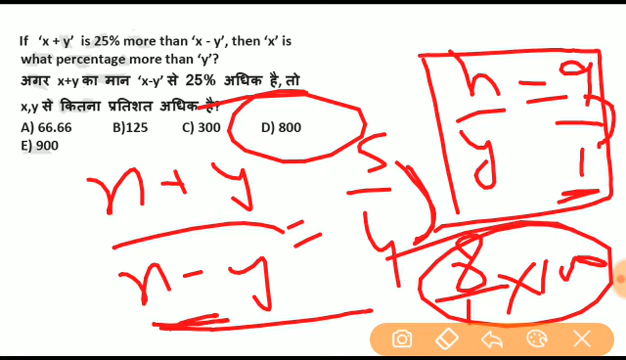 If ‘x + y’ is 25% more than ‘x - y’, then ‘x’ is
what percentage more than ‘y’?
अगर x+y का मान ‘x-y’ से 25% अधिक है, तो
x,y से कितना प्रतिशत अधिक है?
A) 66.66 B)125 C) 300 D) 800
E) 900
x + y
x - y
= 5
4
x = 9
y 1
8
1